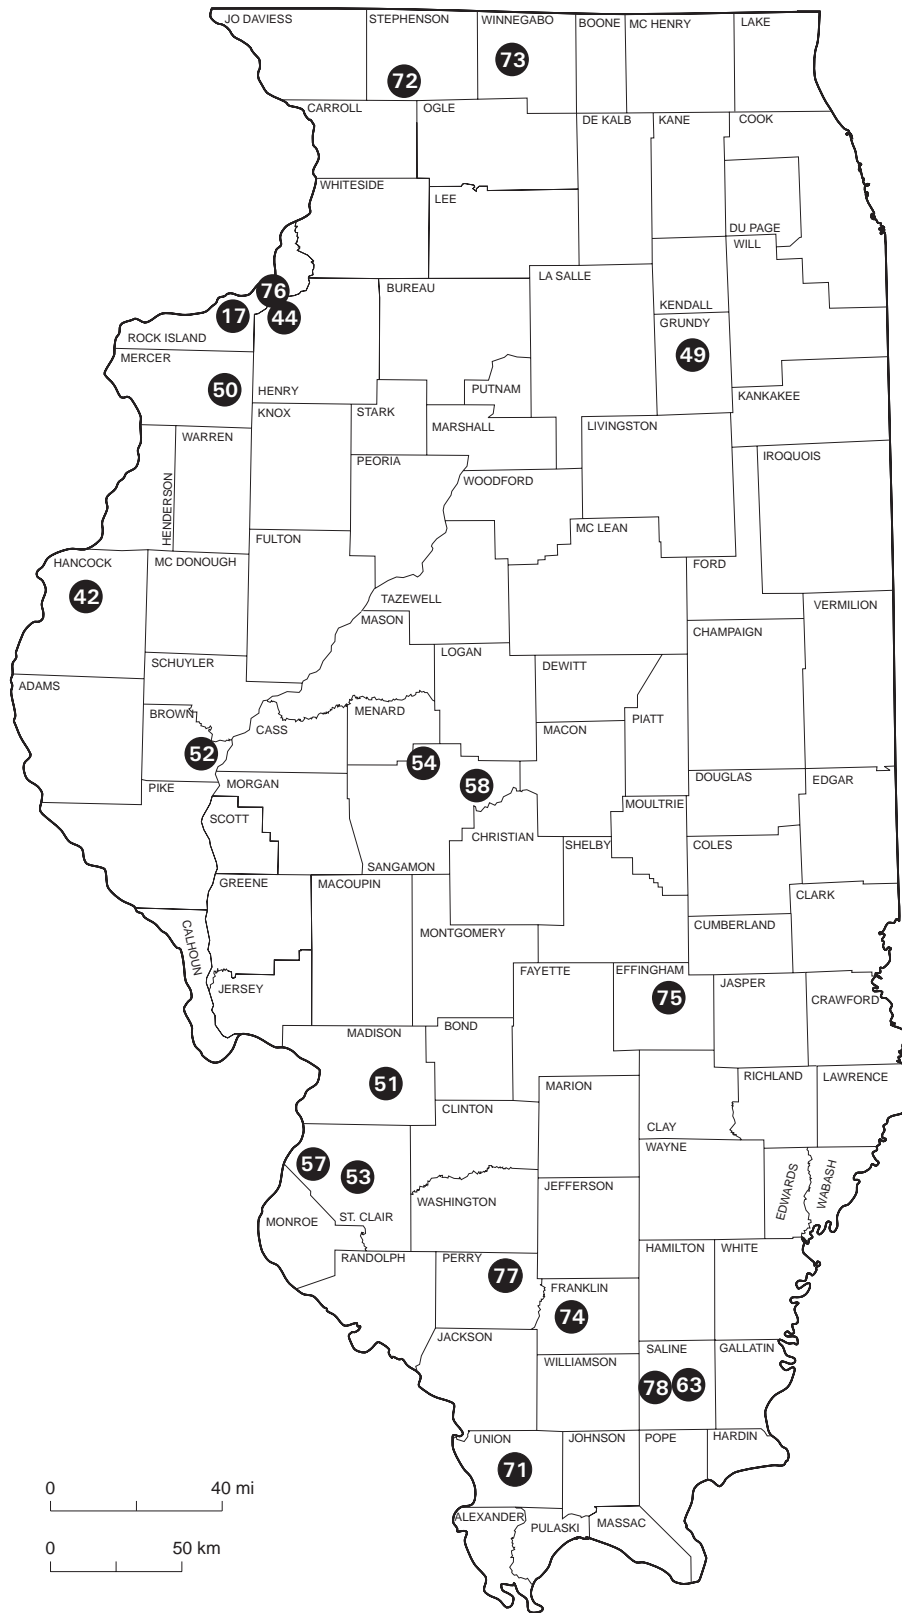 JO DAVIESS
STEPHENSON
WINNEGABO
BOONE
MC HENRY
LAKE
73
72
CARROLL
OGLE
DE KALB
KANE
COOK
WHITESIDE
LEE
DU PAGE
WILL
LA SALLE
BUREAU
76
17
44
KENDALL
GRUNDY
ROCK ISLAND
MERCER
49
50
HENRY
PUTNAM
KANKAKEE
KNOX
STARK
MARSHALL
LIVINGSTON
WARREN
PEORIA
IROQUOIS
WOODFORD
HENDERSON
MC LEAN
FULTON
HANCOCK
MC DONOUGH
FORD
42
TAZEWELL
VERMILION
MASON
CHAMPAIGN
LOGAN
SCHUYLER
DEWITT
ADAMS
BROWN
MENARD
PIATT
CASS
MACON
52
54
DOUGLAS
EDGAR
58
PIKE
MORGAN
MOULTRIE
SCOTT
CHRISTIAN
SHELBY
COLES
SANGAMON
GREENE
MACOUPIN
CLARK
CUMBERLAND
MONTGOMERY
CALHOUN
FAYETTE
EFFINGHAM
JASPER
JERSEY
75
CRAWFORD
MADISON
BOND
RICHLAND
LAWRENCE
51
MARION
CLINTON
CLAY
WAYNE
57
53
EDWARDS
WABASH
JEFFERSON
WASHINGTON
ST. CLAIR
MONROE
RANDOLPH
PERRY
HAMILTON
WHITE
77
FRANKLIN
74
JACKSON
SALINE
GALLATIN
WILLIAMSON
78
63
UNION
JOHNSON
POPE
HARDIN
71
0 40 mi
ALEXANDER
PULASKI
MASSAC
0 50 km